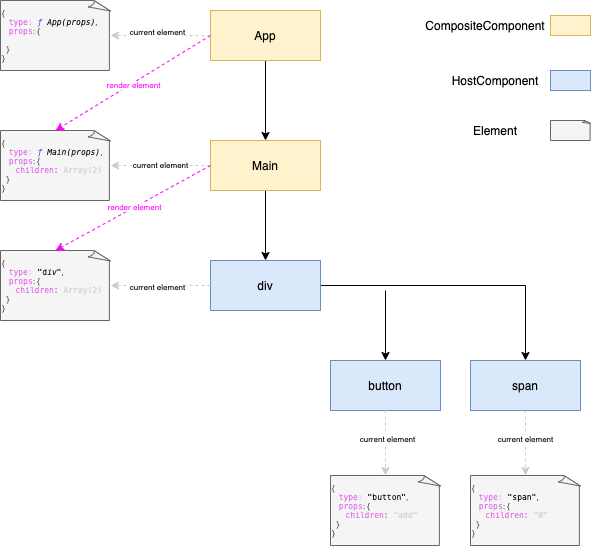 {
type: ƒ App(props),
props:{
}
}
current element
App
CompositeComponent
render element
HostComponent
Element
{
type: ƒ Main(props),
props:{
children: Array(2)
}
}
current element
Main
render element
{
type: "div",
props:{
children: Array(2)
}
}
current element
div
button
span
current element
current element
{
type: "button",
props:{
children: "add"
}
}
{
type: "span",
props:{
children: "0"
}
}